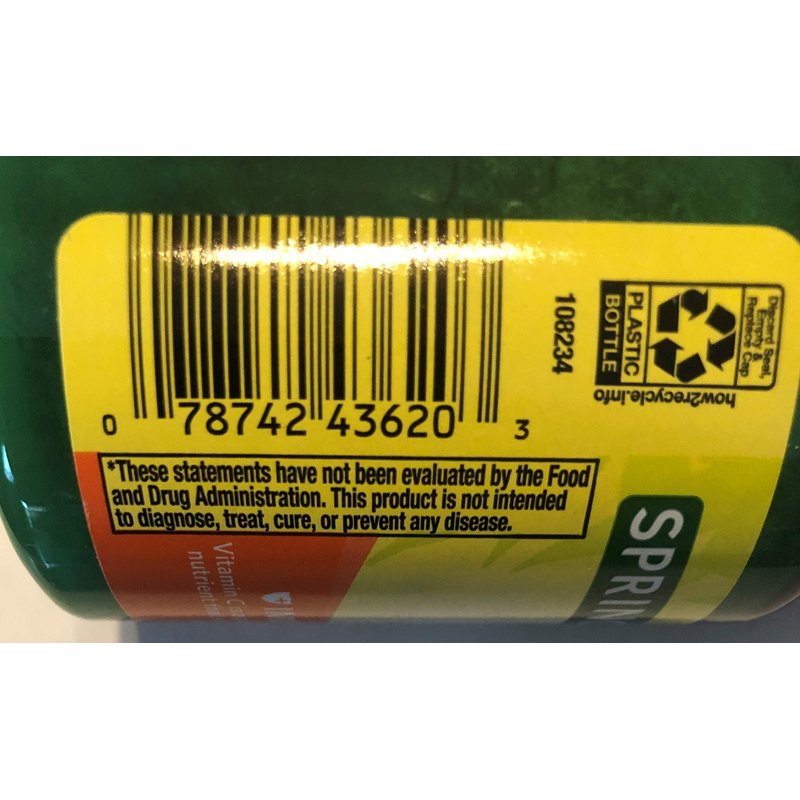 0 78742 43620 3
*These statements have not been evaluated by the Food
and Drug Administration. This product is not intended
to diagnose, treat, cure, or prevent any disease.
108234
PLASTIC
BOTTLE
Discard Seal,
Empty &
Replace Cap
how2recycle.info
SPRIN
Vitamin C
nutrient